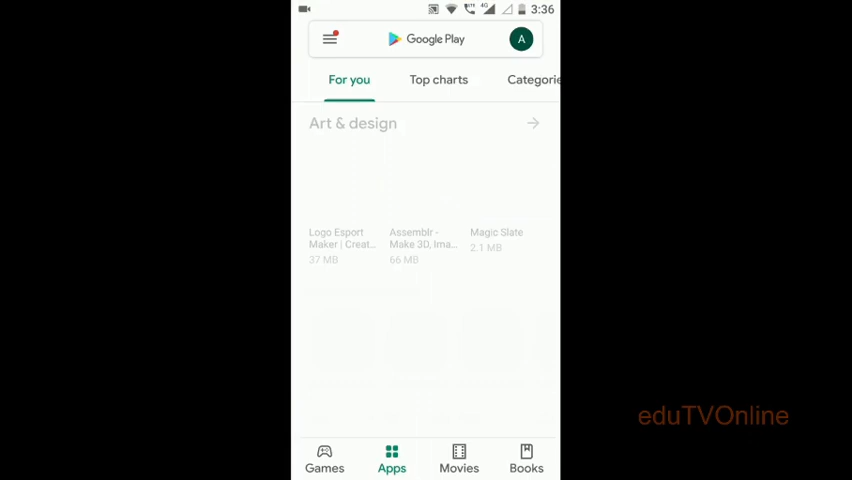 3:36
Google Play
A
For you
Top charts
Categorie
Art & design
Logo Esport
Maker | Creat...
37 MB
Assemblr -
Make 3D, Ima...
66 MB
Magic Slate
2.1 MB
eduTVOnline
Games
Apps
Movies
Books